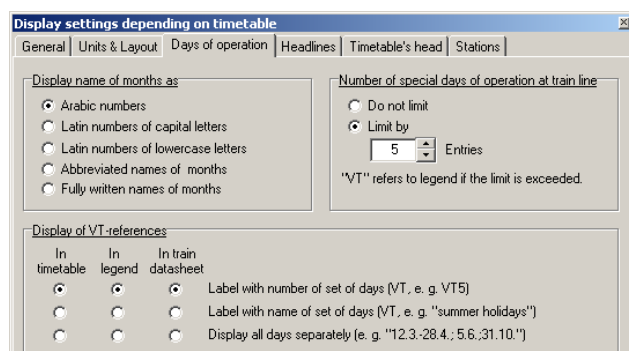 Display settings depending on timetable
General Units & Layout Days of operation Headlines Timetable's head Stations
Display name of months as
Arabic numbers
Latin numbers of capital letters
Latin numbers of lowercase letters
Abbreviated names of months
Fully written names of months
Number of special days of operation at train line
Do not limit
Limit by
5 Entries
"VT" refers to legend if the limit is exceeded.
Display of VT-references
In In In train
timetable legend datasheet
Label with number of set of days (VT, e. g. VT5)
Label with name of set of days (VT, e. g. "summer holidays")
Display all days separately (e. g. "12.3.-28.4.; 5.6.;31.10.")